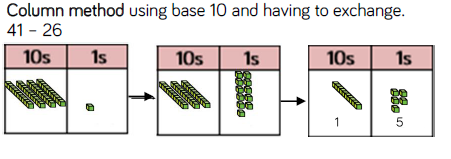 Column method using base 10 and having to exchange.
41 – 26
10s 1s 10s 1s 10s 1s
1 5